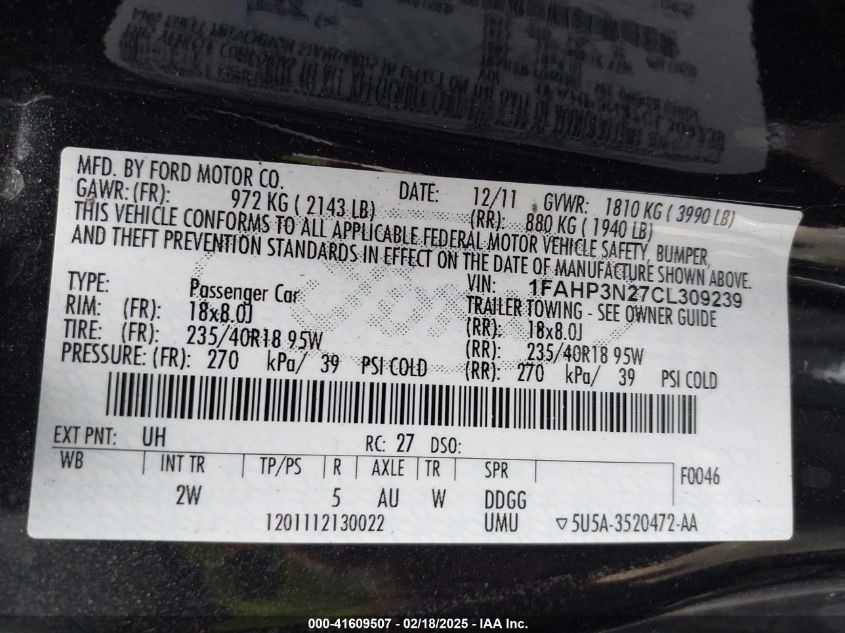 MFD. BY FORD MOTOR CO. DATE: 12/11 GVWR: 1810 KG ( 3990 LB)
GAWR: (FR): 972 KG ( 2143 LB) (RR): 880 KG ( 1940 LB)
THIS VEHICLE CONFORMS TO ALL APPLICABLE FEDERAL MOTOR VEHICLE SAFETY, BUMPER,
AND THEFT PREVENTION STANDARDS IN EFFECT ON THE DATE OF MANUFACTURE SHOWN ABOVE.
VIN: 1FAHP3N27CL309239
TYPE: Passenger Car TRAILER TOWING - SEE OWNER GUIDE
RIM: (FR): 18x8.0J (RR): 18x8.0J
TIRE: (FR): 235/40R18 95W (RR): 235/40R18 95W
PRESSURE: (FR): 270 kPa/ 39 PSI COLD (RR): 270 kPa/ 39 PSI COLD
EXT PNT: UH RC: 27 DSO:
WB INT TR TP/PS R AXLE TR SPR F0046
2W 5 AU W DDGG
1201112130022 UMU ▽5U5A-3520472-AA
000-41609507 - 02/18/2025 - IAA Inc.